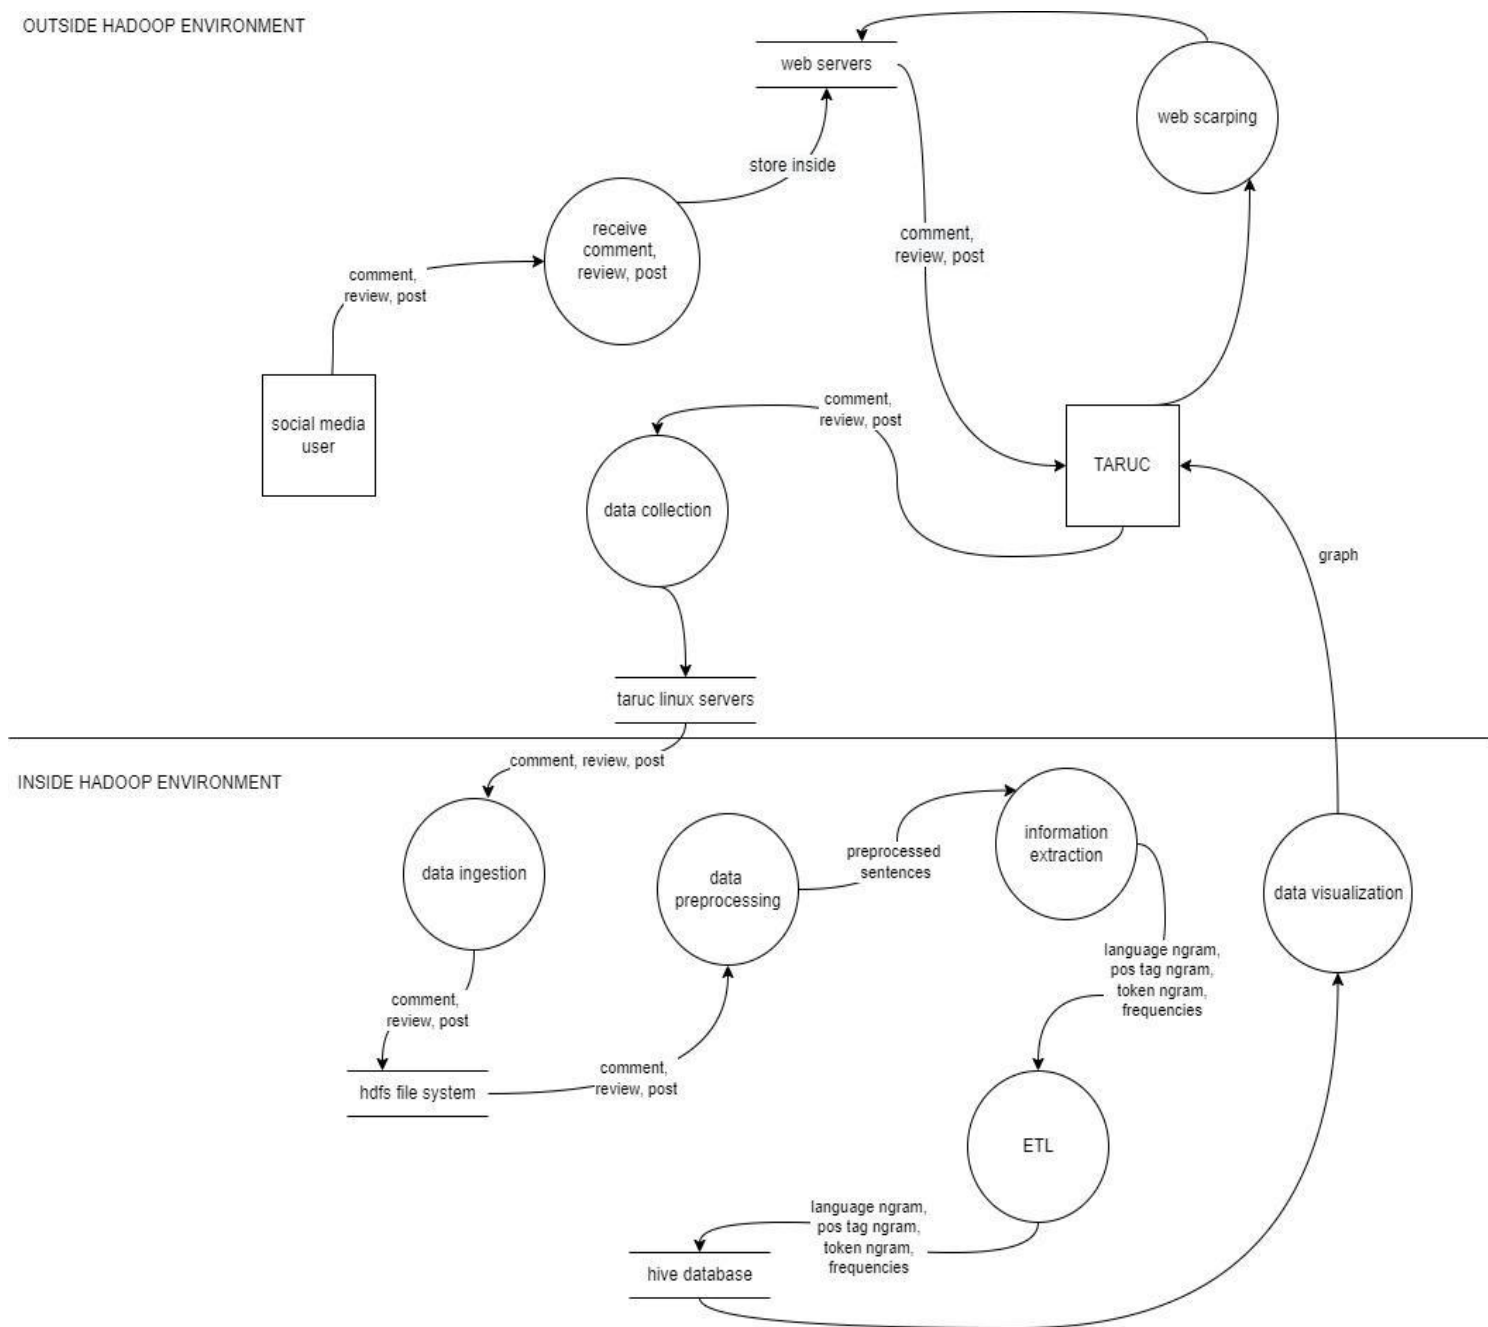 OUTSIDE HADOOP ENVIRONMENT
web servers
web scarping
store inside
receive
comment,
review, post
comment,
review, post
comment,
review, post
social media
user
comment,
review, post
TARUC
data collection
graph
taruc linux servers
comment, review, post
INSIDE HADOOP ENVIRONMENT
data ingestion
data
preprocessing
preprocessed
sentences
information
extraction
data visualization
language ngram,
pos tag ngram,
token ngram,
frequencies
comment,
review, post
hdfs file system
comment,
review, post
ETL
language ngram,
pos tag ngram,
token ngram,
frequencies
hive database